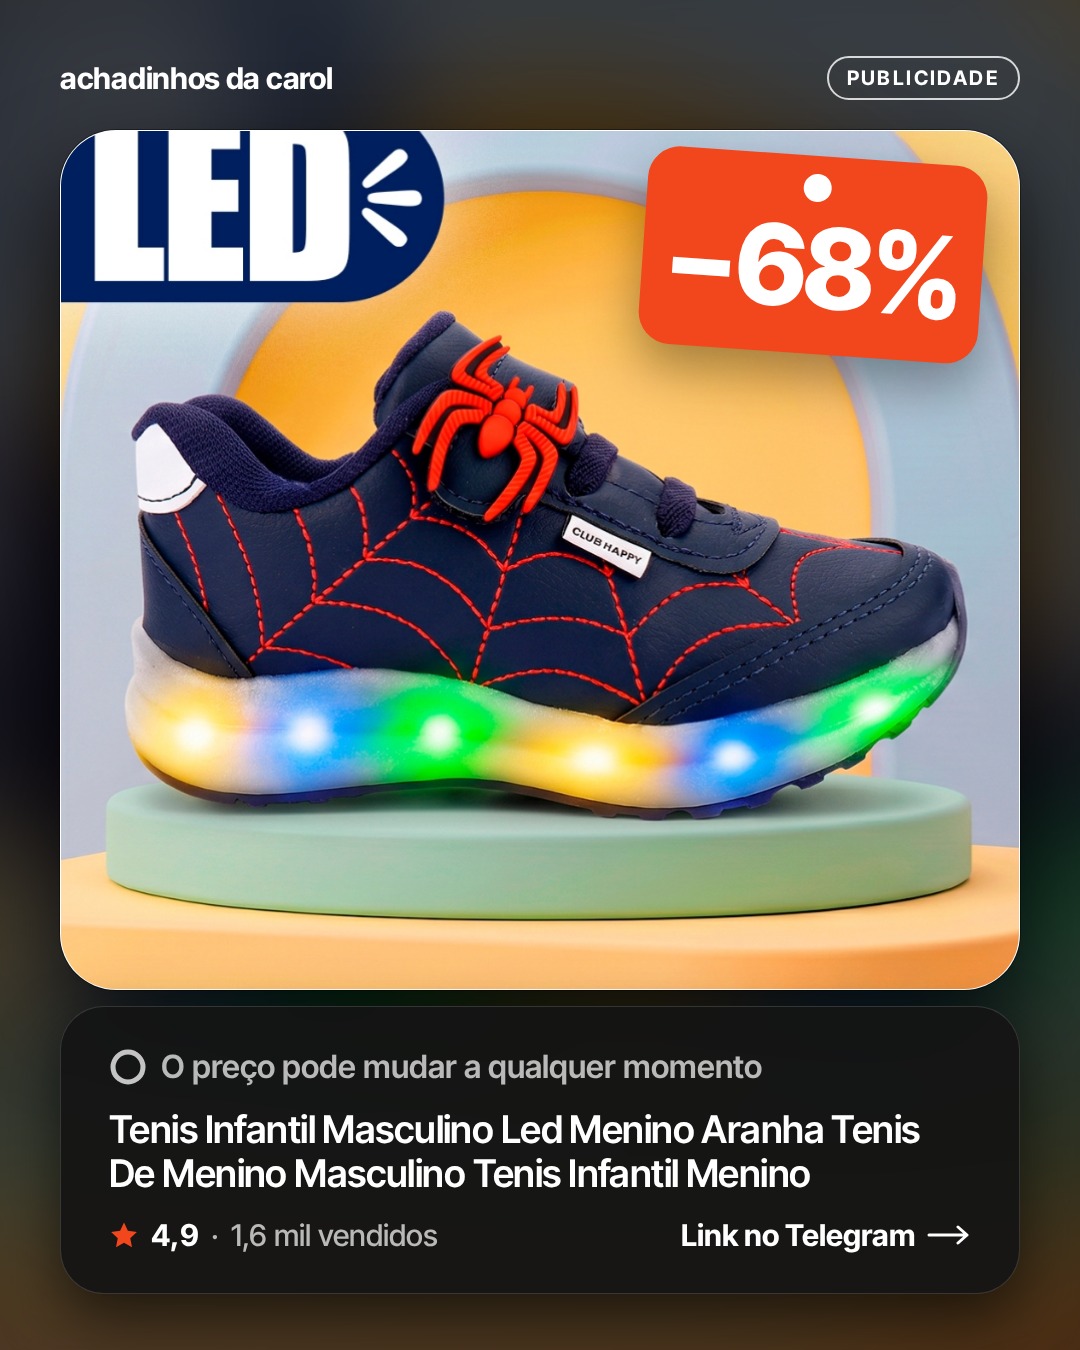 achadinhos da carol
PUBLICIDADE
LED
−68%
CLUB HAPPY
O preço pode mudar a qualquer momento
Tenis Infantil Masculino Led Menino Aranha Tenis
De Menino Masculino Tenis Infantil Menino
4,9 · 1,6 mil vendidos
Link no Telegram →